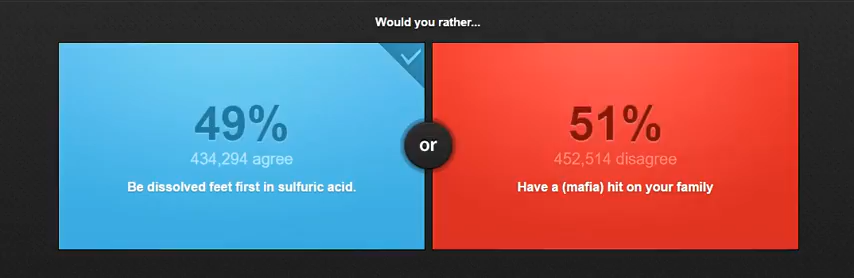 Would you rather...
49%
434,294 agree
Be dissolved feet first in sulfuric acid.
or
51%
452,514 disagree
Have a (mafia) hit on your family